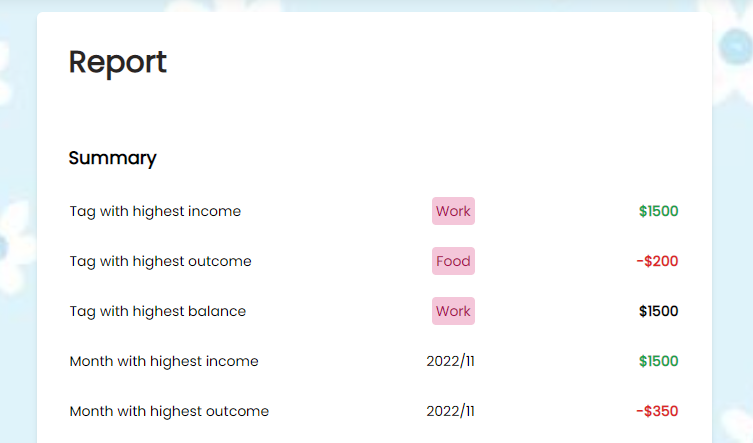 Report
Summary
Tag with highest income Work $1500
Tag with highest outcome Food -$200
Tag with highest balance Work $1500
Month with highest income 2022/11 $1500
Month with highest outcome 2022/11 -$350